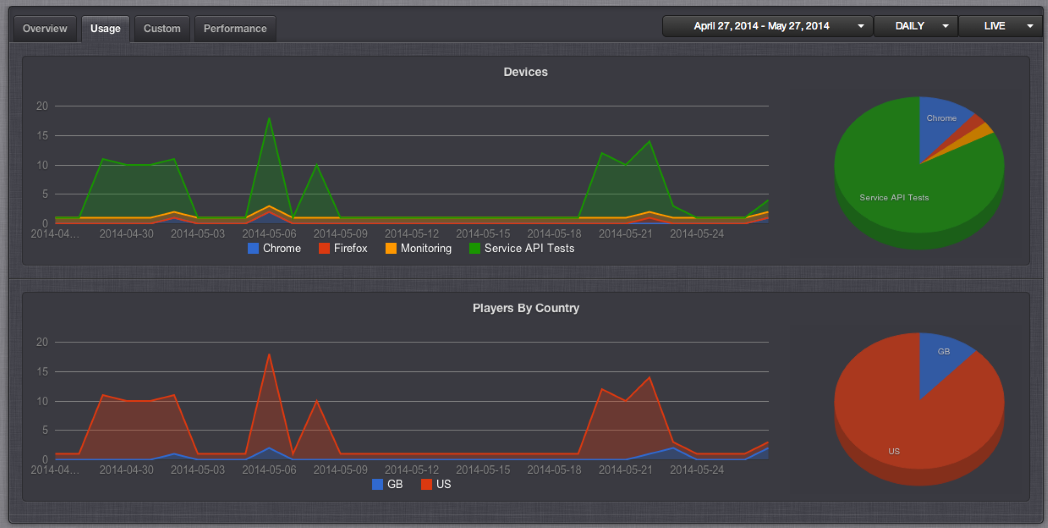 Overview Usage Custom Performance April 27, 2014 - May 27, 2014 DAILY LIVE
Devices
20
15
10
5
0
2014-04... 2014-04-30 2014-05-03 2014-05-06 2014-05-09 2014-05-12 2014-05-15 2014-05-18 2014-05-21 2014-05-24
Chrome Firefox Monitoring Service API Tests
Chrome
Service API Tests
Players By Country
20
15
10
5
0
2014-04... 2014-04-30 2014-05-03 2014-05-06 2014-05-09 2014-05-12 2014-05-15 2014-05-18 2014-05-21 2014-05-24
GB US
GB
US